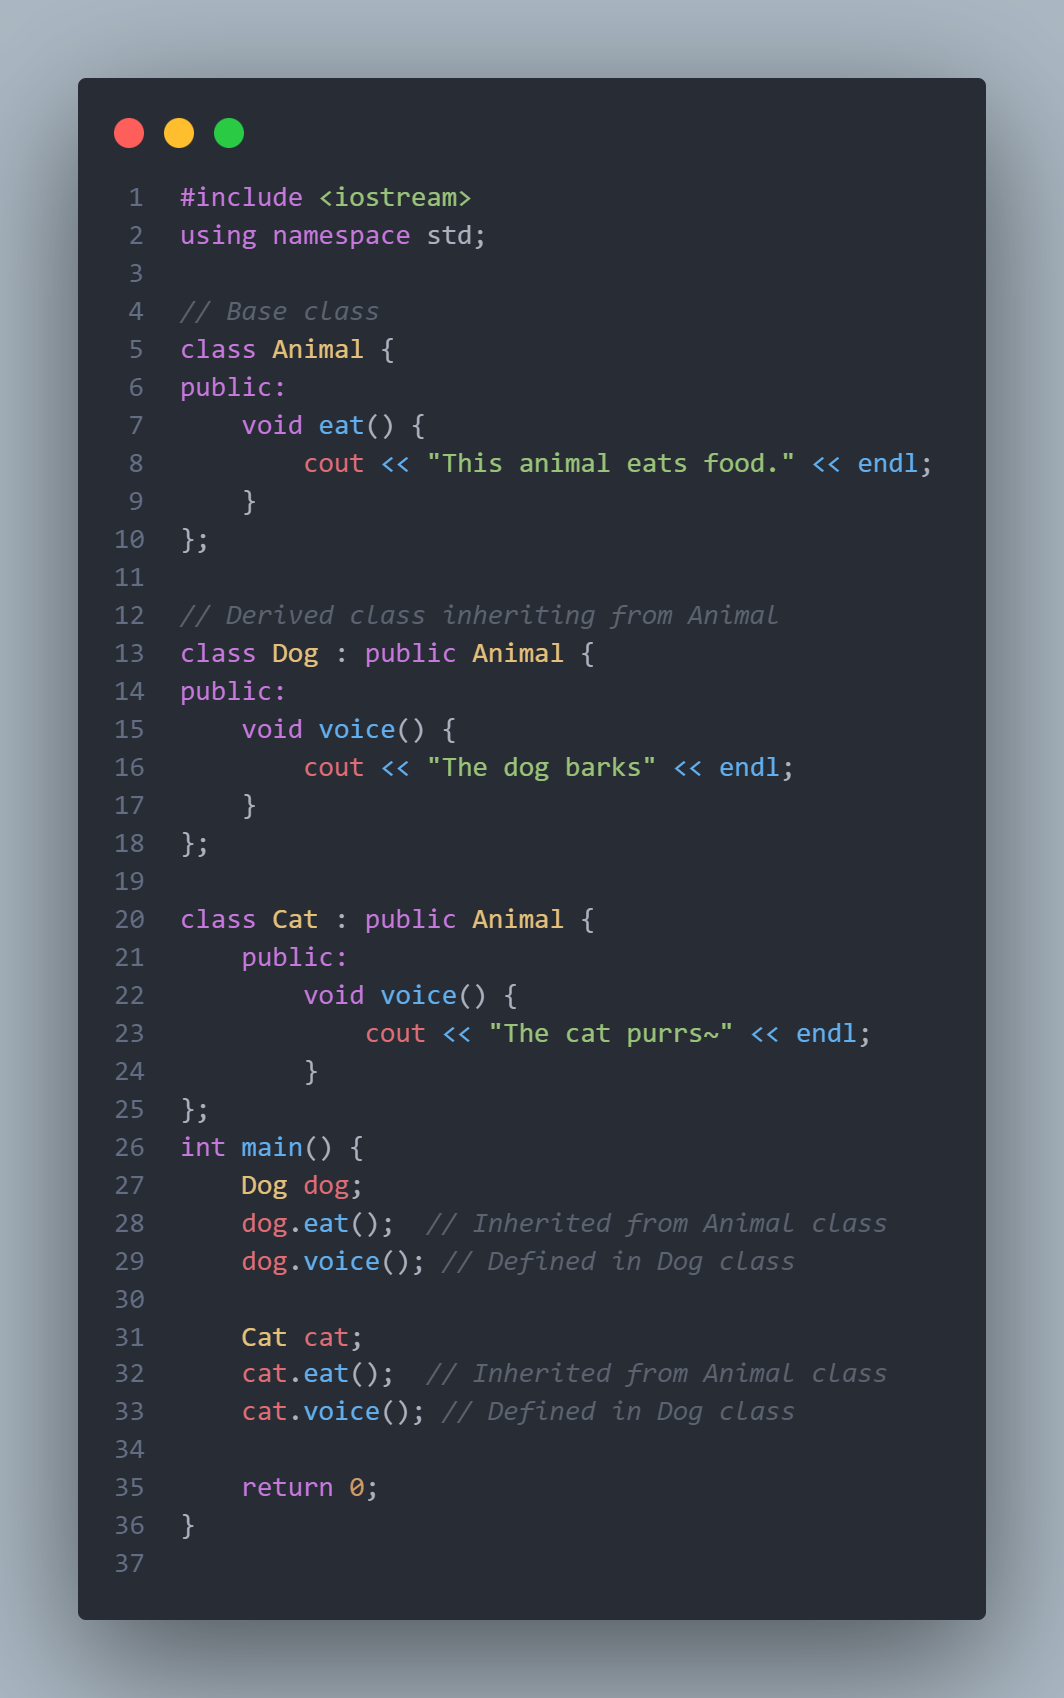 1 #include <iostream>
2 using namespace std;
3
4 // Base class
5 class Animal {
6 public:
7     void eat() {
8         cout << "This animal eats food." << endl;
9     }
10 };
11
12 // Derived class inheriting from Animal
13 class Dog : public Animal {
14 public:
15     void voice() {
16         cout << "The dog barks" << endl;
17     }
18 };
19
20 class Cat : public Animal {
21     public:
22         void voice() {
23             cout << "The cat purrs~" << endl;
24         }
25 };
26 int main() {
27     Dog dog;
28     dog.eat();  // Inherited from Animal class
29     dog.voice(); // Defined in Dog class
30
31     Cat cat;
32     cat.eat();  // Inherited from Animal class
33     cat.voice(); // Defined in Dog class
34
35     return 0;
36 }
37